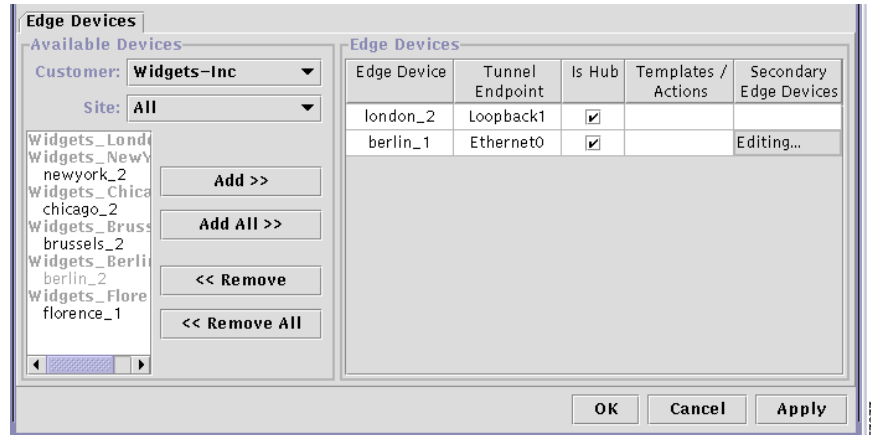 Edge Devices
Available Devices
Customer: Widgets-Inc
Site: All
Widgets_Lond
Widgets_NewY
newyork_2
Widgets_Chica
chicago_2
Widgets_Bruss
brussels_2
Widgets_Berli
berlin_2
Widgets_Flore
florence_1
Add >>
Add All >>
<< Remove
<< Remove All
Edge Devices
Edge Device Tunnel Endpoint Is Hub Templates / Actions Secondary Edge Devices
london_2 Loopback1
berlin_1 Ethernet0 Editing...
OK Cancel Apply